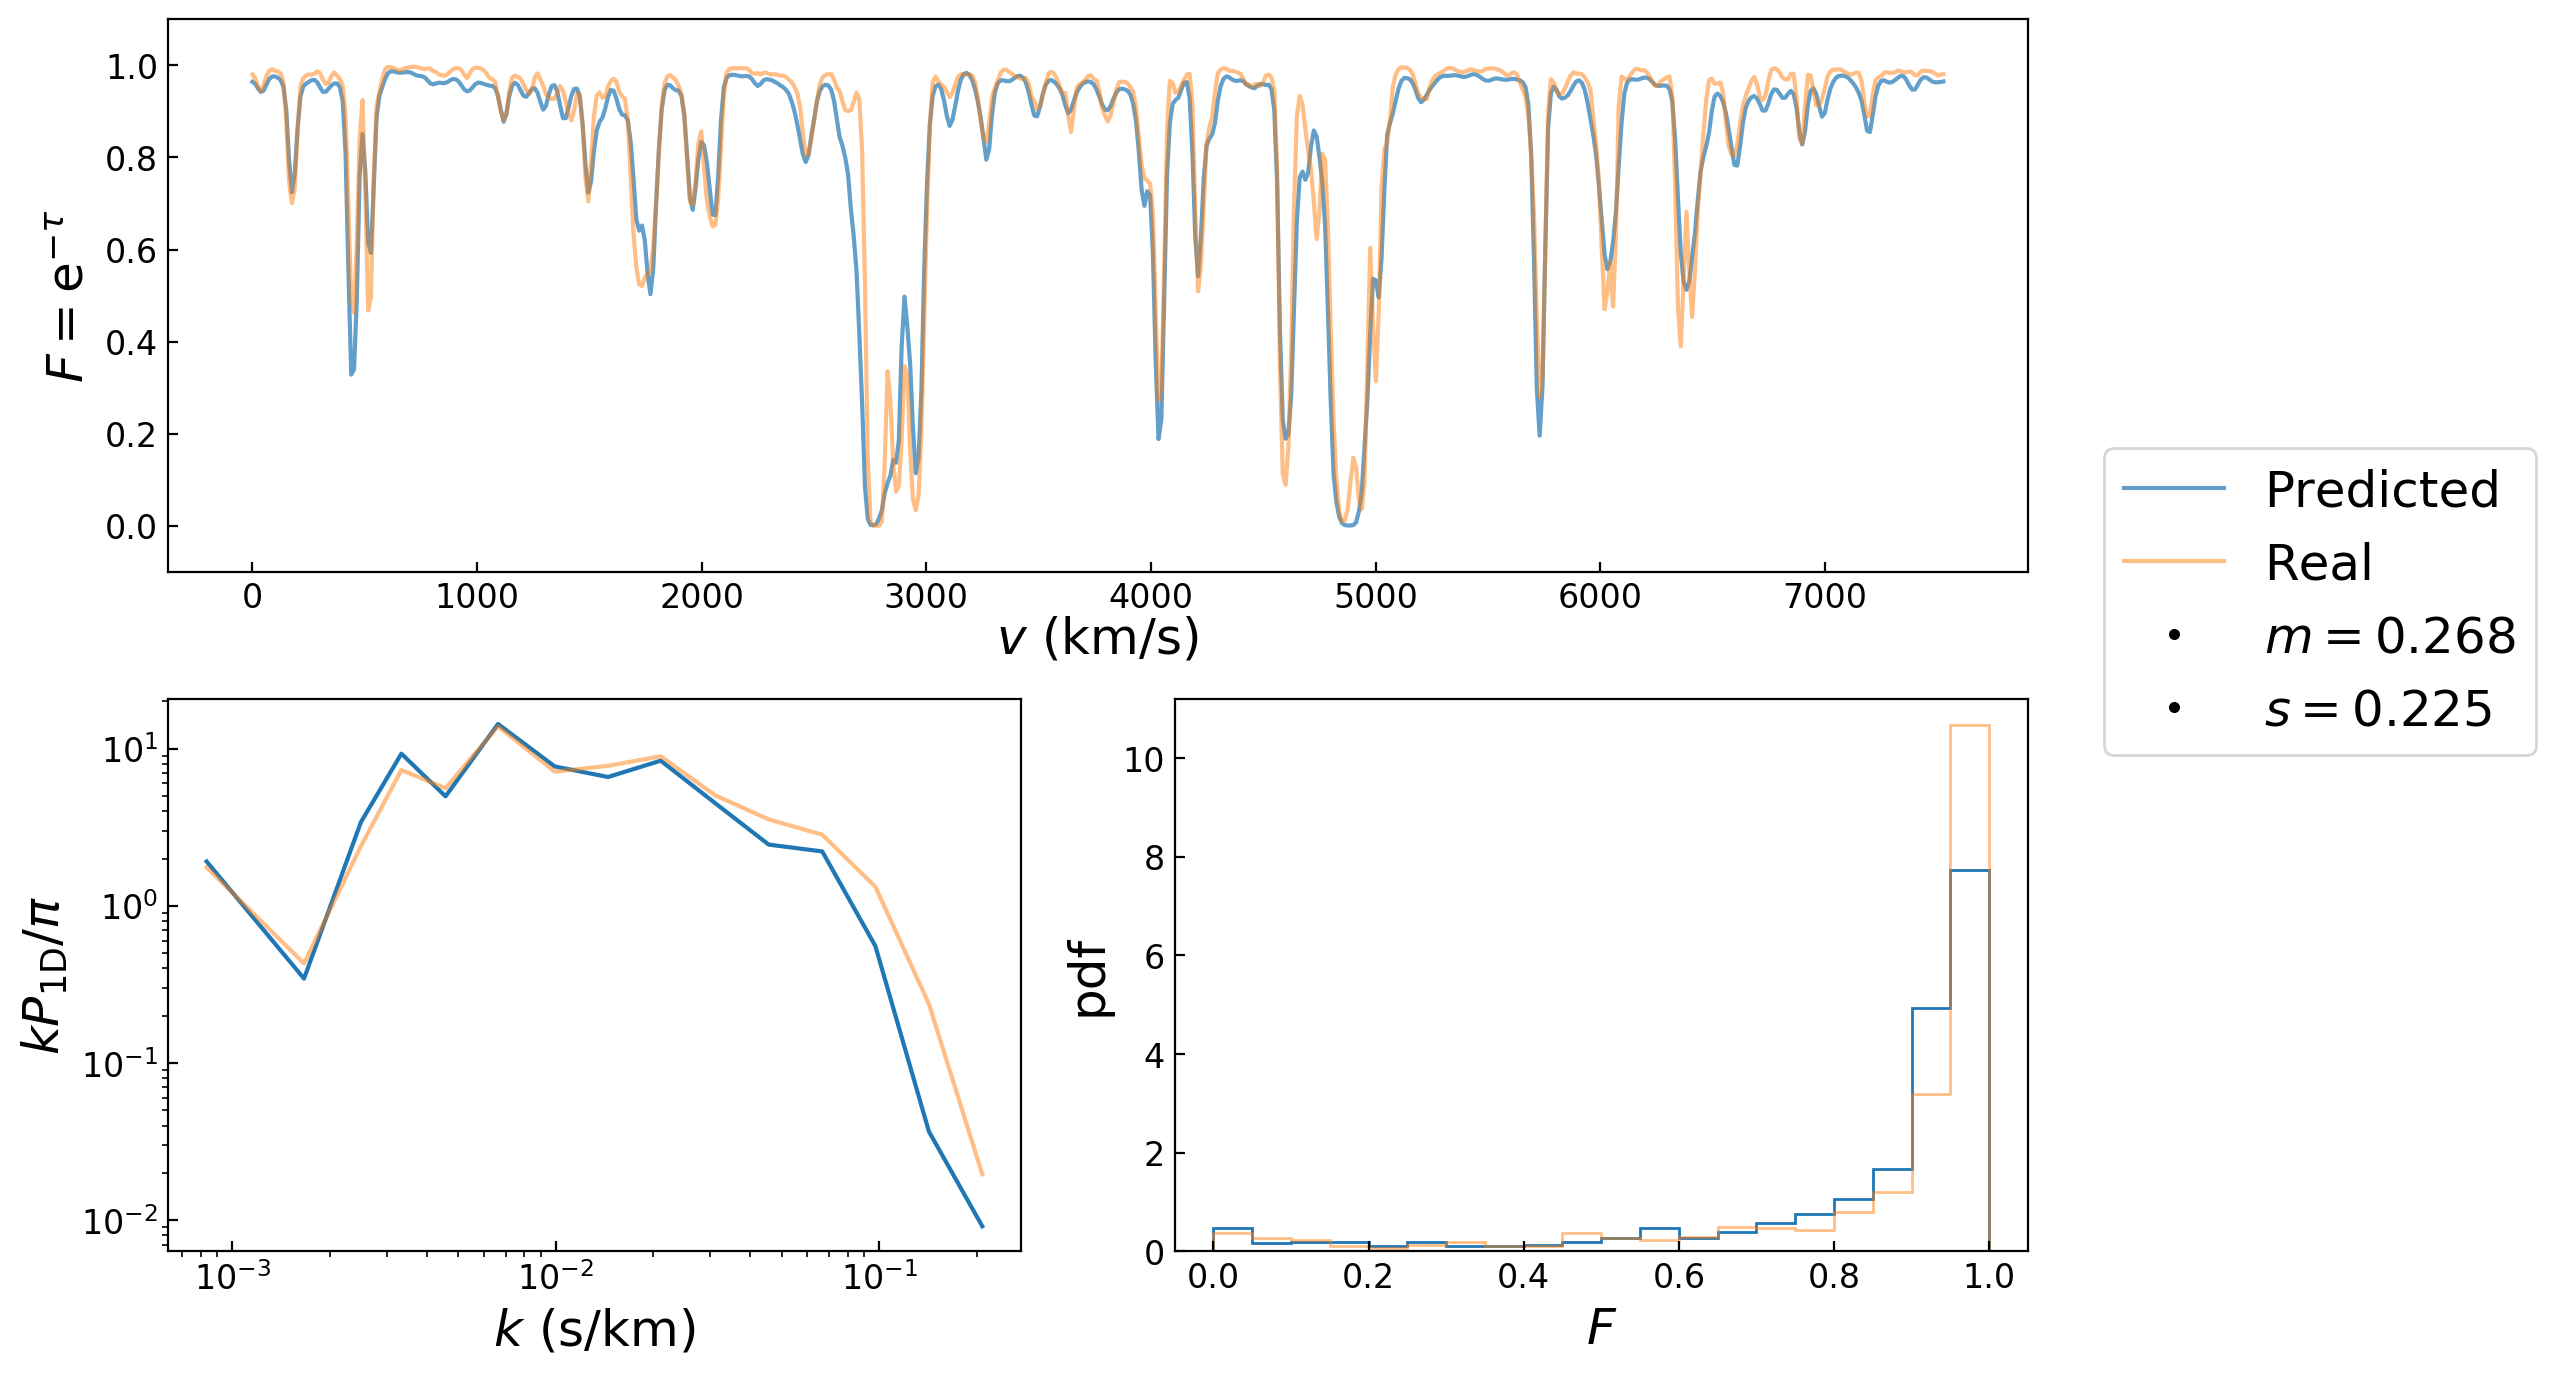 1.0
0.8
0.6
0.4
0.2
0.0
F = e^{−τ}
0 1000 2000 3000 4000 5000 6000 7000
v (km/s)
Predicted
Real
m = 0.268
s = 0.225
10^1
10^0
10^{−1}
10^{−2}
kP_{1D}/π
10^{−3} 10^{−2} 10^{−1}
k (s/km)
10
8
6
4
2
0
pdf
0.0 0.2 0.4 0.6 0.8 1.0
F